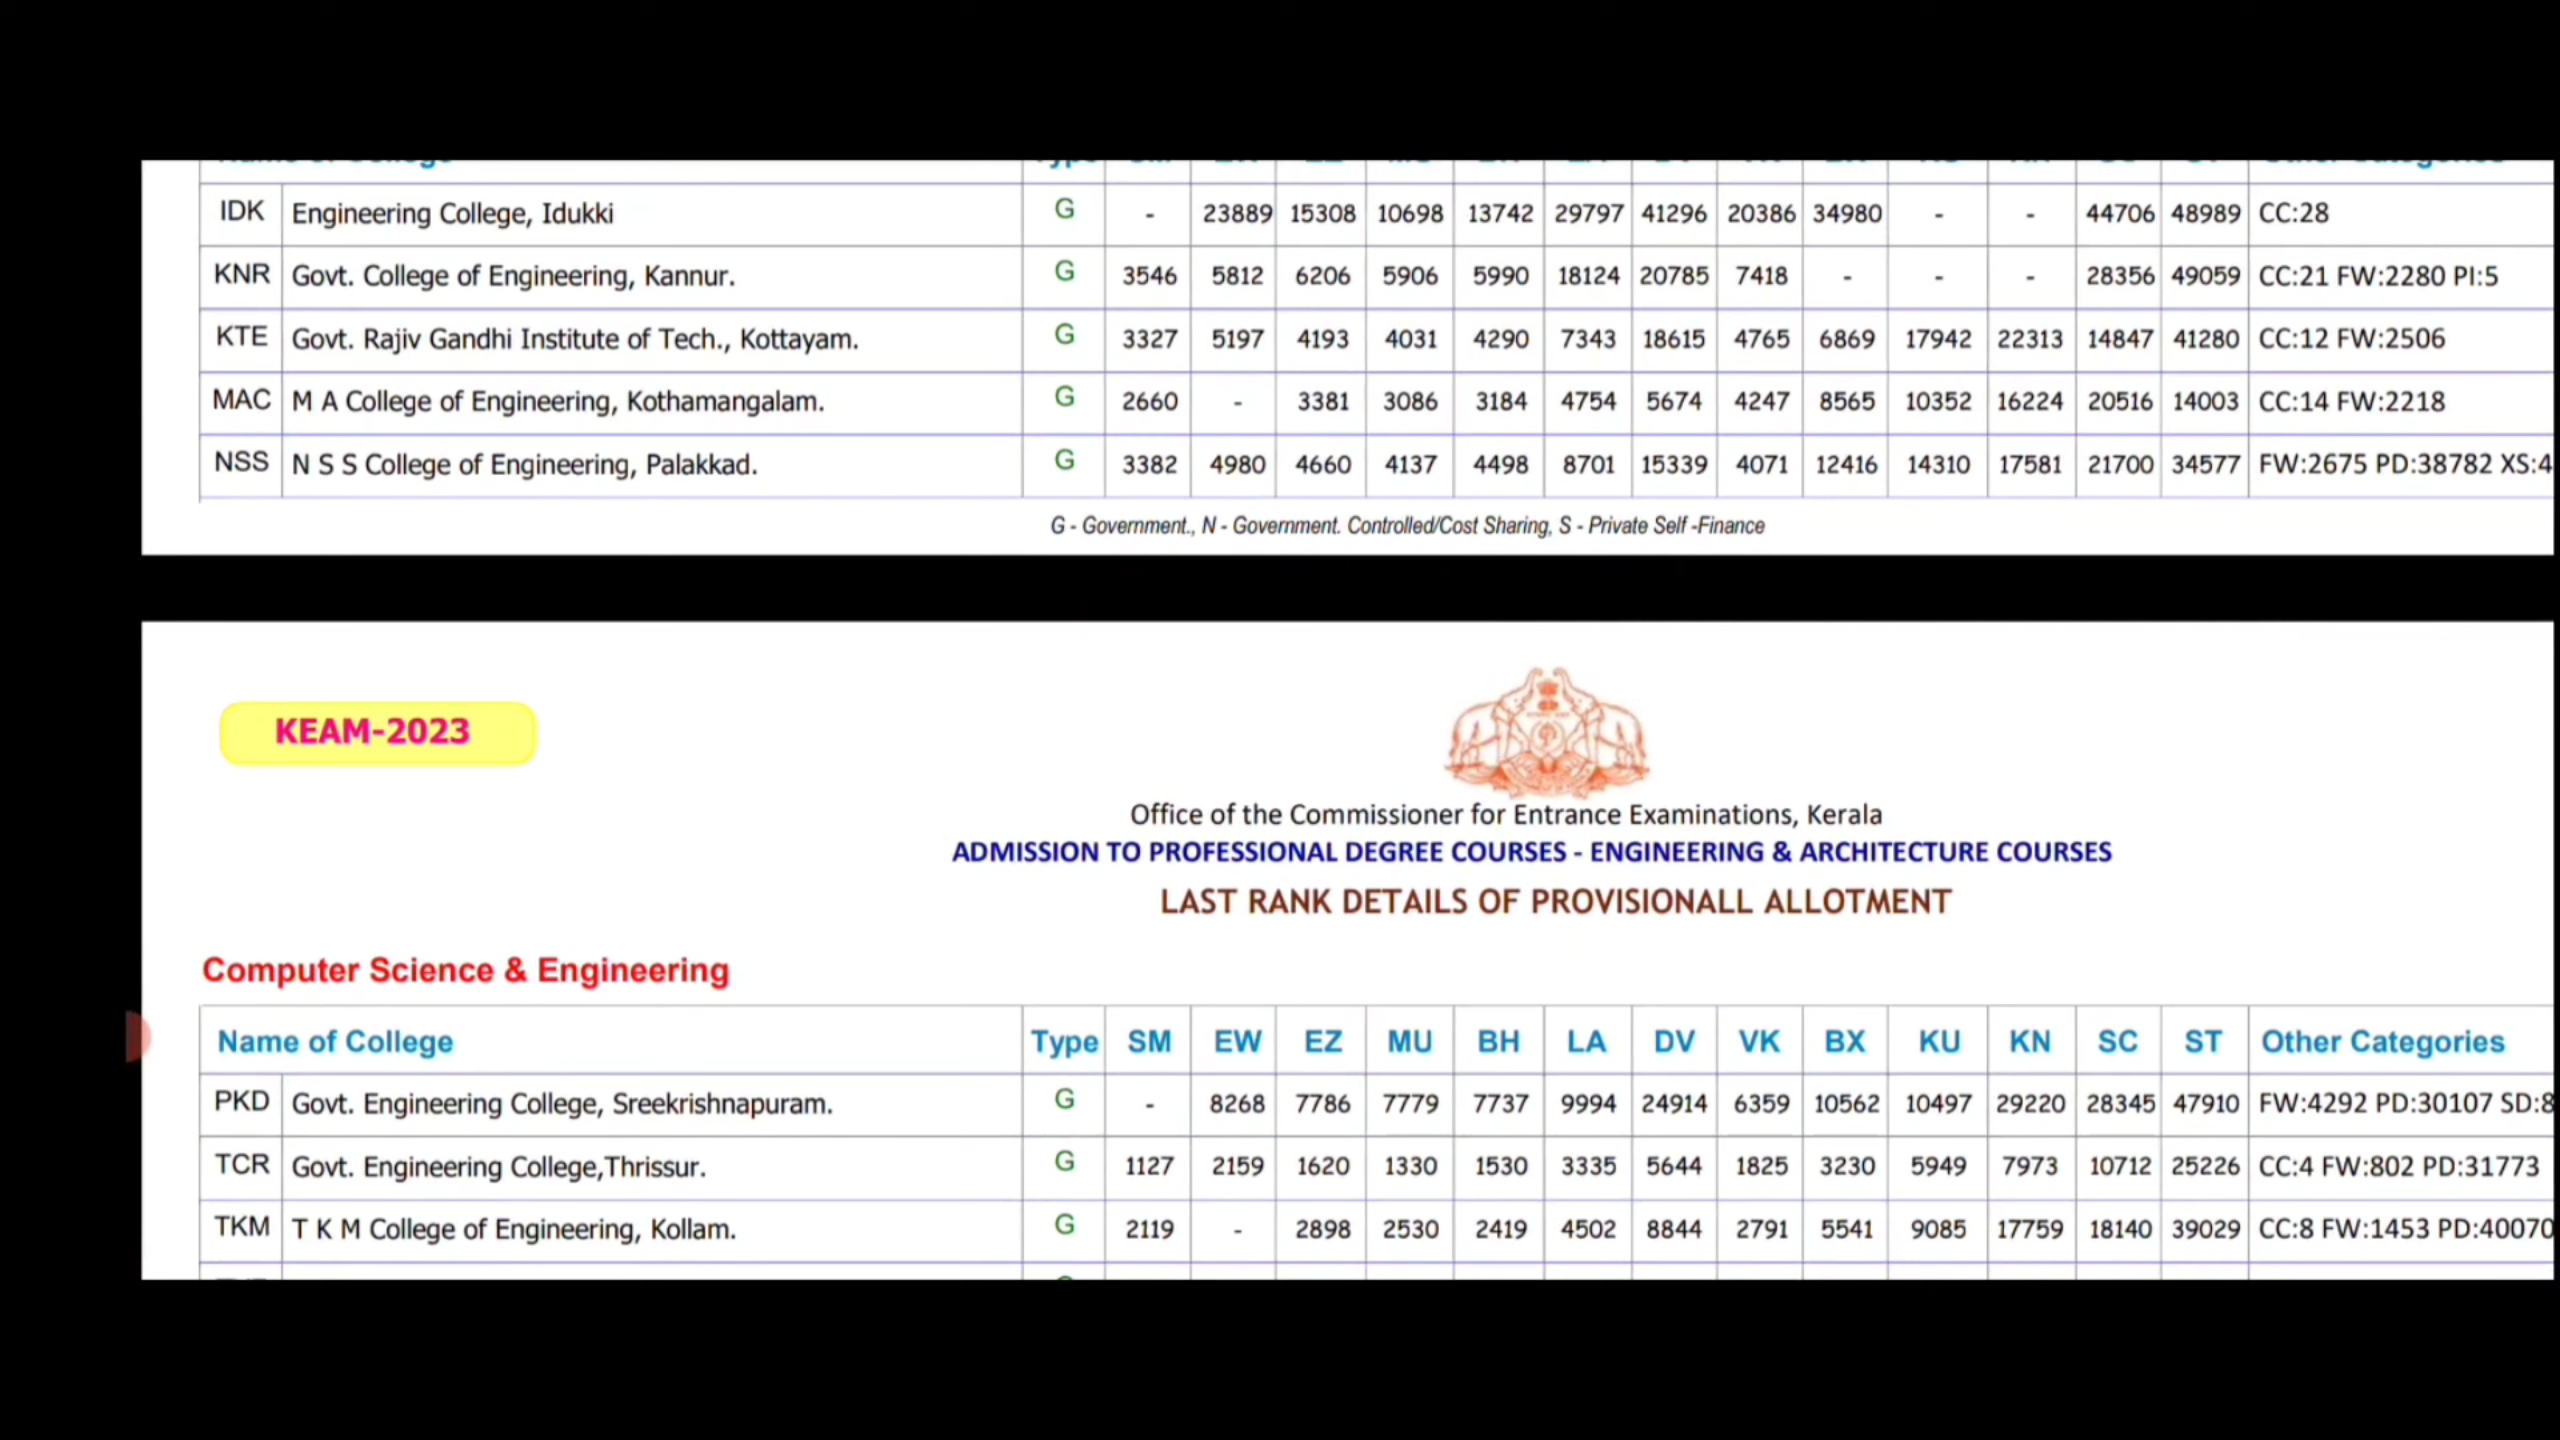 IDK Engineering College, Idukki G - 23889 15308 10698 13742 29797 41296 20386 34980 - - 44706 48989 CC:28
KNR Govt. College of Engineering, Kannur. G 3546 5812 6206 5906 5990 18124 20785 7418 - - - 28356 49059 CC:21 FW:2280 PI:5
KTE Govt. Rajiv Gandhi Institute of Tech., Kottayam. G 3327 5197 4193 4031 4290 7343 18615 4765 6869 17942 22313 14847 41280 CC:12 FW:2506
MAC M A College of Engineering, Kothamangalam. G 2660 - 3381 3086 3184 4754 5674 4247 8565 10352 16224 20516 14003 CC:14 FW:2218
NSS N S S College of Engineering, Palakkad. G 3382 4980 4660 4137 4498 8701 15339 4071 12416 14310 17581 21700 34577 FW:2675 PD:38782 XS:4
G - Government., N - Government. Controlled/Cost Sharing, S - Private Self -Finance
KEAM-2023
Office of the Commissioner for Entrance Examinations, Kerala
ADMISSION TO PROFESSIONAL DEGREE COURSES - ENGINEERING & ARCHITECTURE COURSES
LAST RANK DETAILS OF PROVISIONALL ALLOTMENT
Computer Science & Engineering
Name of College Type SM EW EZ MU BH LA DV VK BX KU KN SC ST Other Categories
PKD Govt. Engineering College, Sreekrishnapuram. G - 8268 7786 7779 7737 9994 24914 6359 10562 10497 29220 28345 47910 FW:4292 PD:30107 SD:8
TCR Govt. Engineering College,Thrissur. G 1127 2159 1620 1330 1530 3335 5644 1825 3230 5949 7973 10712 25226 CC:4 FW:802 PD:31773
TKM T K M College of Engineering, Kollam. G 2119 - 2898 2530 2419 4502 8844 2791 5541 9085 17759 18140 39029 CC:8 FW:1453 PD:40070